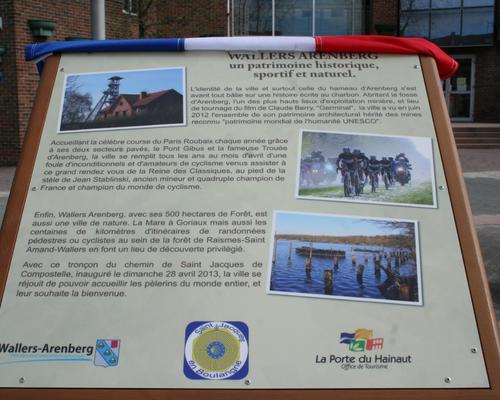 WALLERS ARENBERG
un patrimoine historique,
sportif et naturel.
L'identité de la ville et surtout celle du hameau d'Arenberg s'est
avant tout bâtie sur une histoire écrite au charbon. Abritant la fosse
d'Arenberg, l'un des plus hauts lieux d'exploitation minière, et lieu
de tournage du film de Claude Berry, "Germinal". la ville a vu en juin
2012 l'ensemble de son patrimoine architectural hérité des mines
reconnu "patrimoine mondial de l'humanité UNESCO".
Accueillant la célèbre course du Paris Roubaix chaque année grâce
à ses deux secteurs pavés, le Pont Gibus et la fameuse Trouée
d'Arenberg, la ville se remplit tous les ans au mois d'avril d'une
foule d'inconditionnels et d'amateurs de cyclisme venus assister à
ce grand rendez vous de la Reine des Classiques, au pied de la
stèle de Jean Stablinski, ancien mineur et quadruple champion de
France et champion du monde de cyclisme.
Enfin, Wallers Arenberg, avec ses 500 hectares de Forêt, est
aussi une ville nature. La Mare à Goriaux mais aussi les
centaines de kilomètres d'itinéraires de randonnées
pédestres ou cyclistes au sein de la forêt de Raismes-Saint
Amand-Wallers en font un lieu de découverte privilégié.
Avec ce tronçon du chemin de Saint Jacques de
Compostelle, inauguré le dimanche 28 avril 2013, la ville se
réjouit de pouvoir accueillir les pèlerins du monde entier, et
leur souhaite la bienvenue.
Wallers-Arenberg
Saint Jacques
en Boulangrie
La Porte du Hainaut
Office de Tourisme